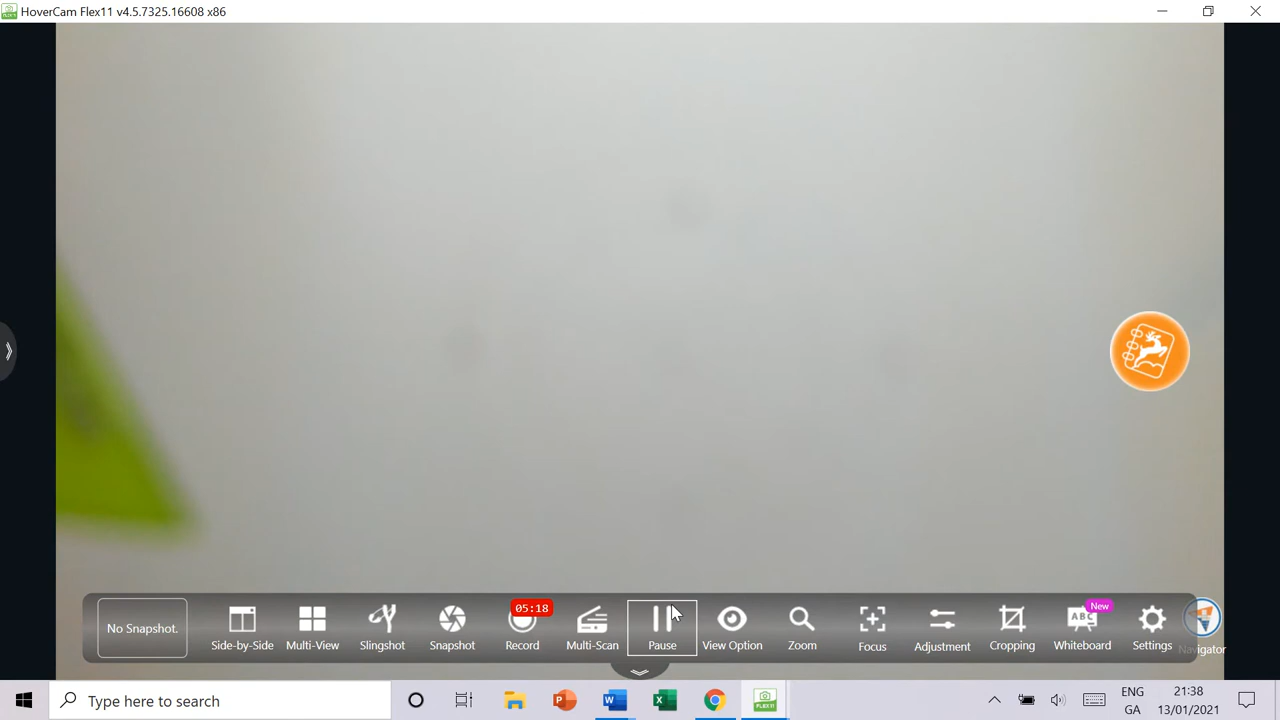 HoverCam Flex11 v4.5.7325.16608 x86
No Snapshot.
Side-by-Side
Multi-View
Slingshot
Snapshot
05:18
Record
Multi-Scan
Pause
View Option
Zoom
Focus
Adjustment
Cropping
New
ABC
Whiteboard
Settings
Navigator
Type here to search
FLEX11
ENG
GA
21:38
13/01/2021